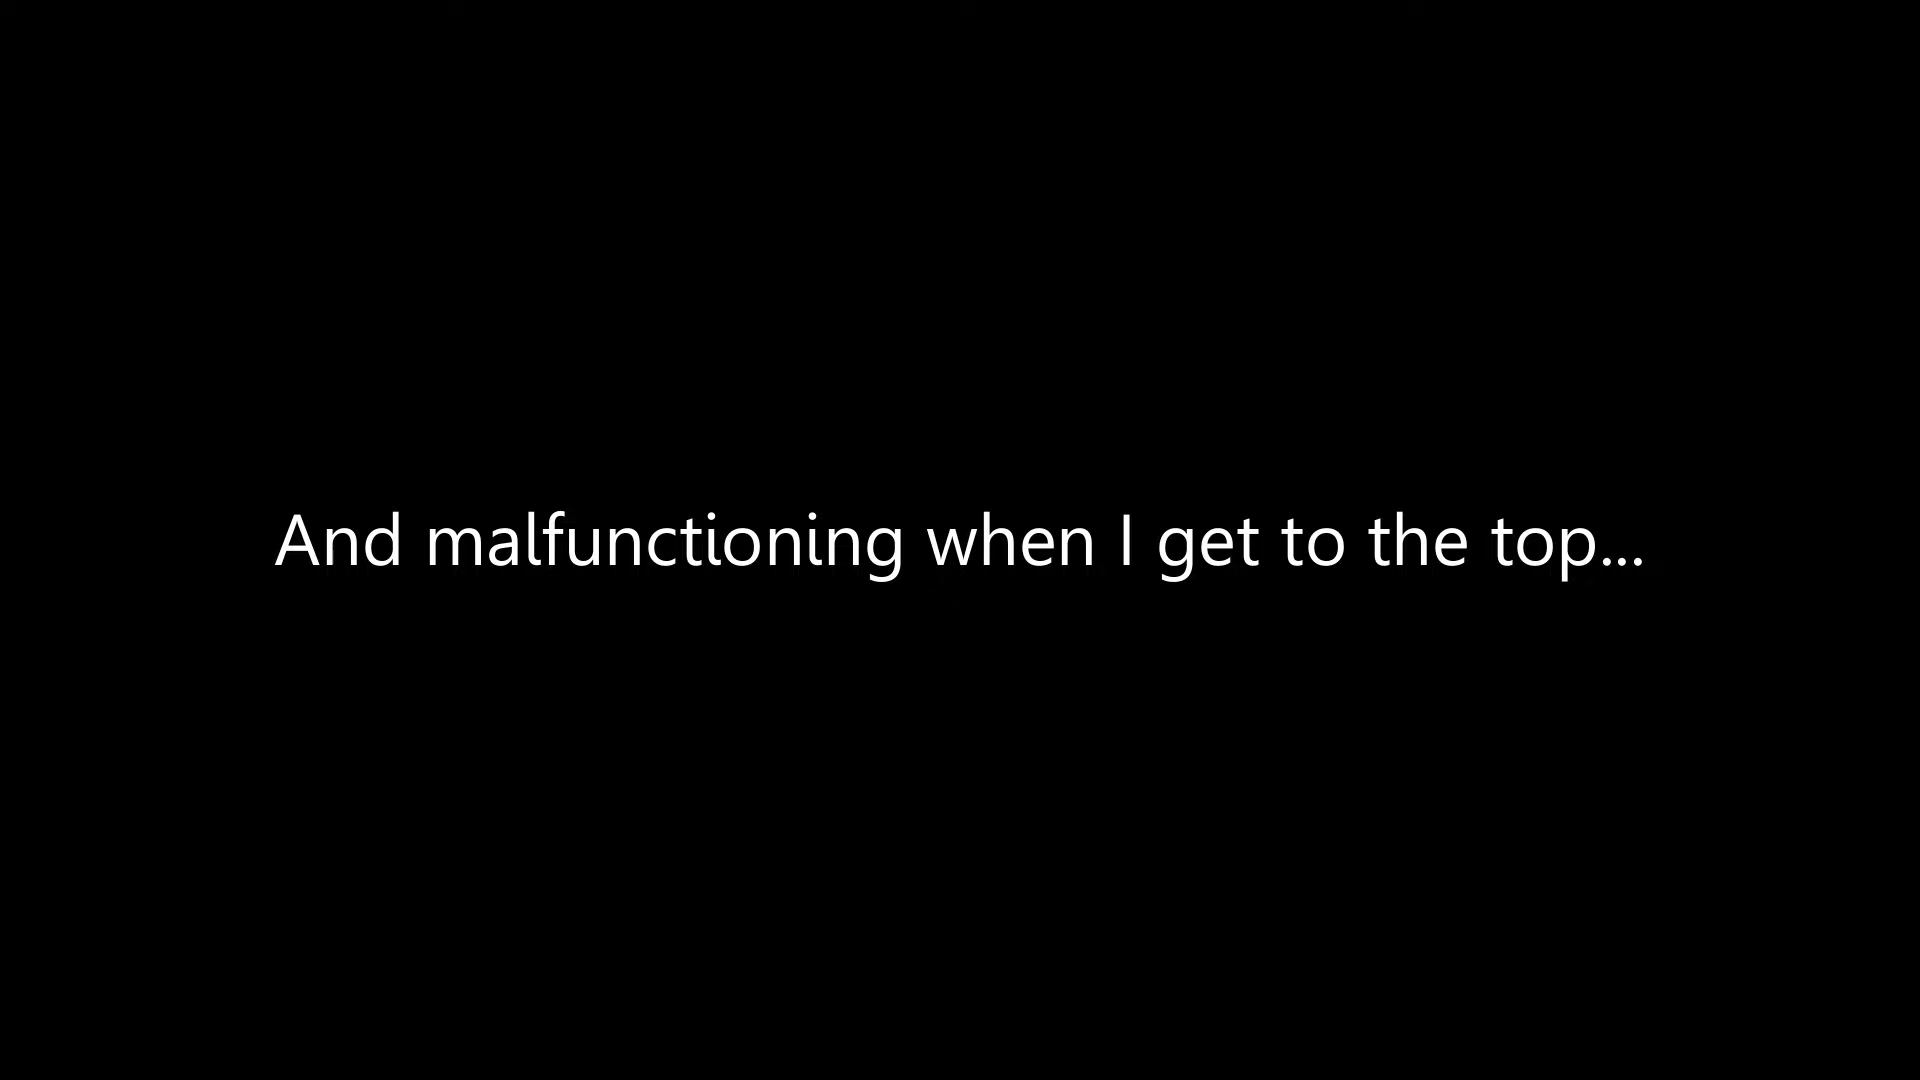 And malfunctioning when I get to the top...